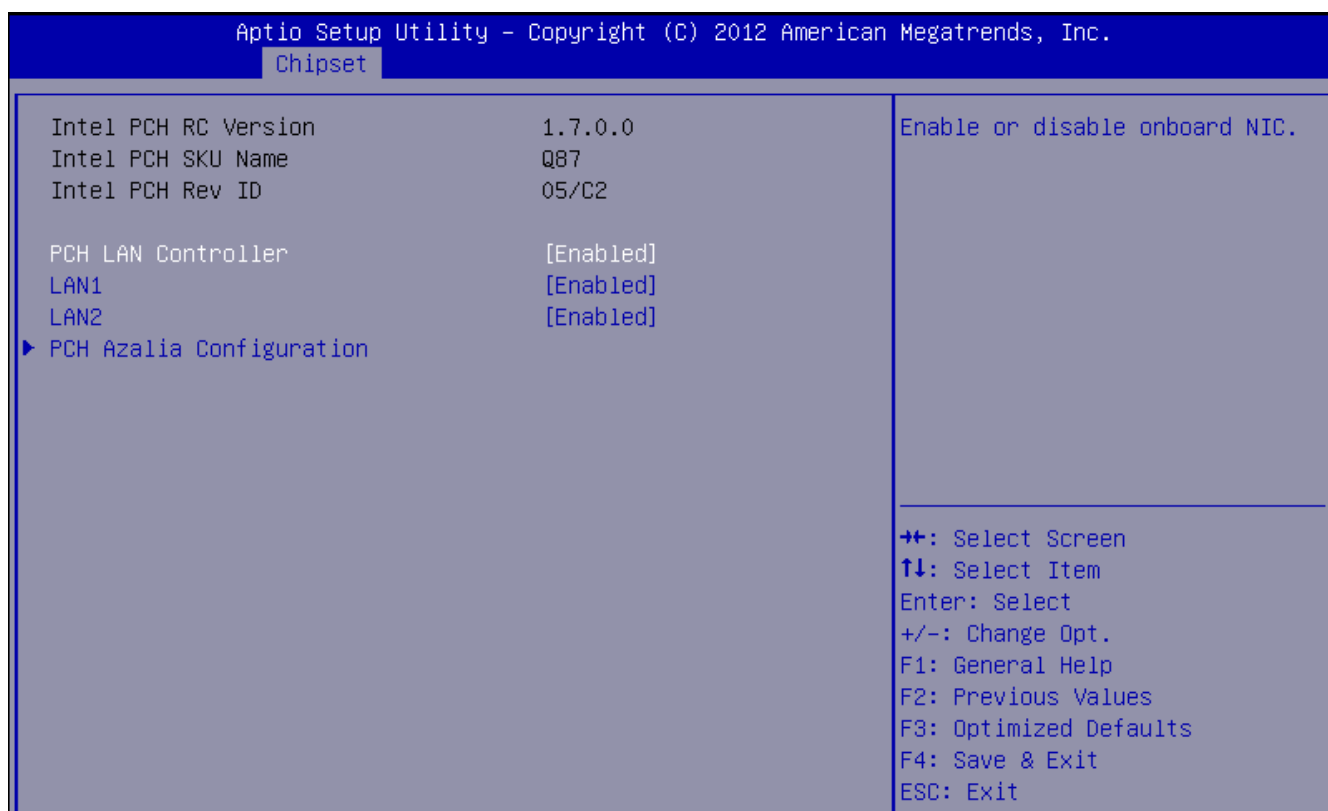 Aptio Setup Utility – Copyright (C) 2012 American Megatrends, Inc.
Chipset
Intel PCH RC Version 1.7.0.0
Intel PCH SKU Name Q87
Intel PCH Rev ID 05/C2
PCH LAN Controller [Enabled]
LAN1 [Enabled]
LAN2 [Enabled]
▶ PCH Azalia Configuration
Enable or disable onboard NIC.
→←: Select Screen
↑↓: Select Item
Enter: Select
+/-: Change Opt.
F1: General Help
F2: Previous Values
F3: Optimized Defaults
F4: Save & Exit
ESC: Exit